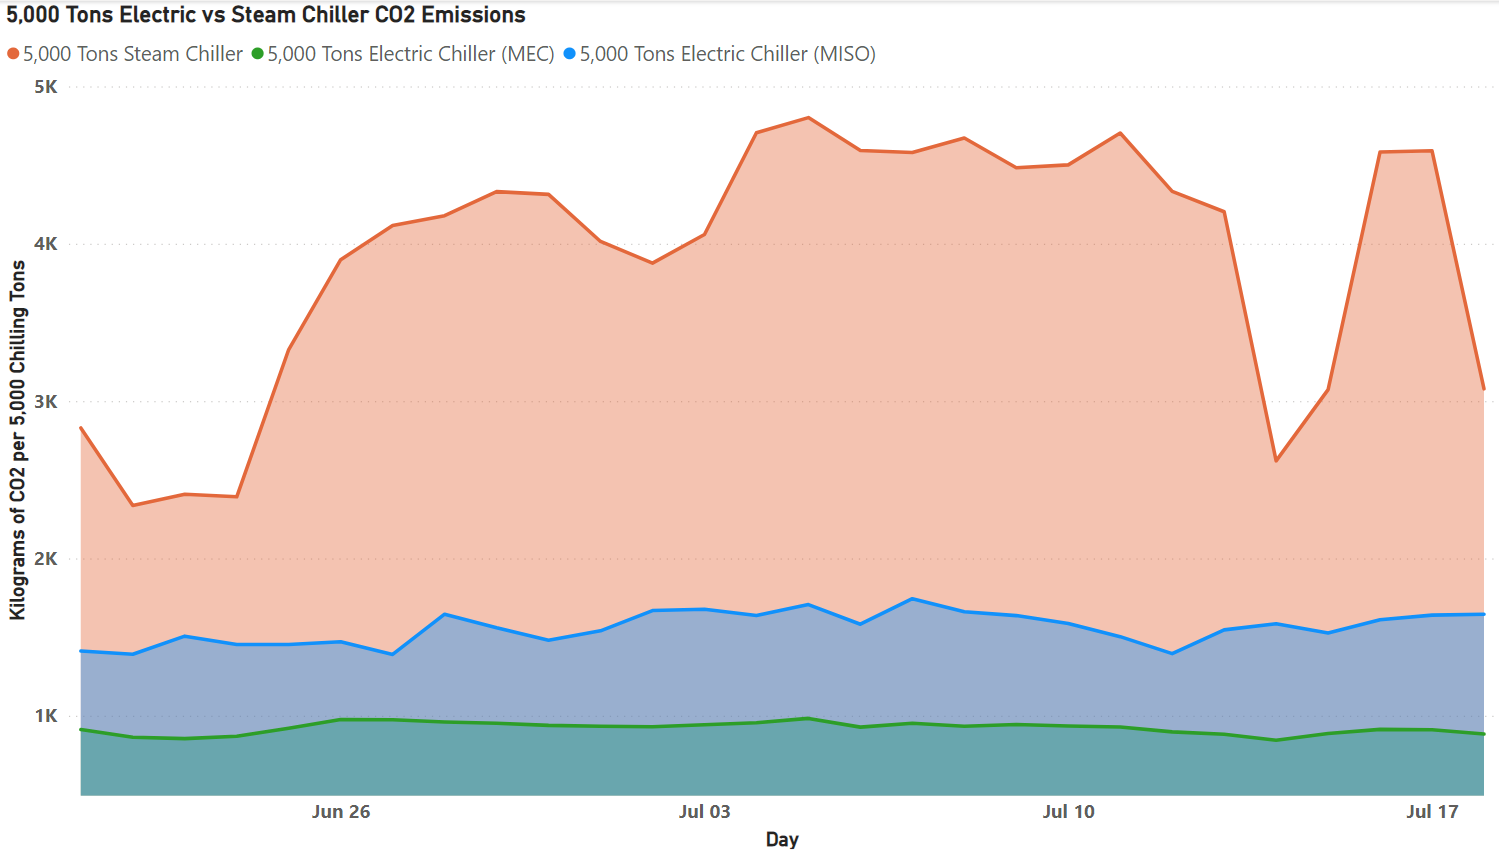 5,000 Tons Electric vs Steam Chiller CO2 Emissions
5,000 Tons Steam Chiller 5,000 Tons Electric Chiller (MEC) 5,000 Tons Electric Chiller (MISO)
Kilograms of CO2 per 5,000 Chilling Tons
5K
4K
3K
2K
1K
Jun 26 Jul 03 Jul 10 Jul 17
Day